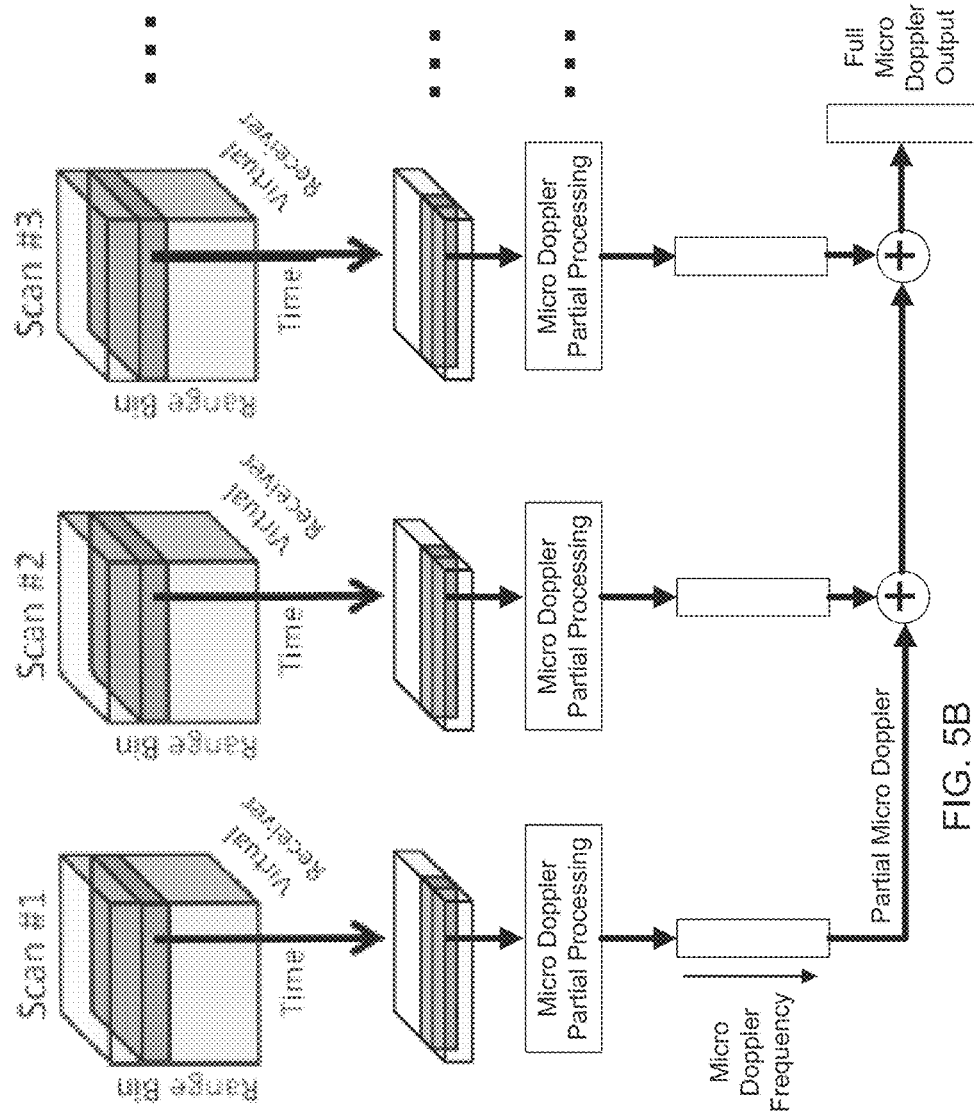 Scan #1
Scan #2
Scan #3
Range Bin
Time
Virtual
Receiver
Range Bin
Time
Virtual
Receiver
Range Bin
Time
Virtual
Receiver
Micro Doppler
Partial Processing
Micro Doppler
Partial Processing
Micro Doppler
Partial Processing
Micro
Doppler
Frequency
Partial Micro Doppler
+
+
Full
Micro
Doppler
Output
FIG. 5B